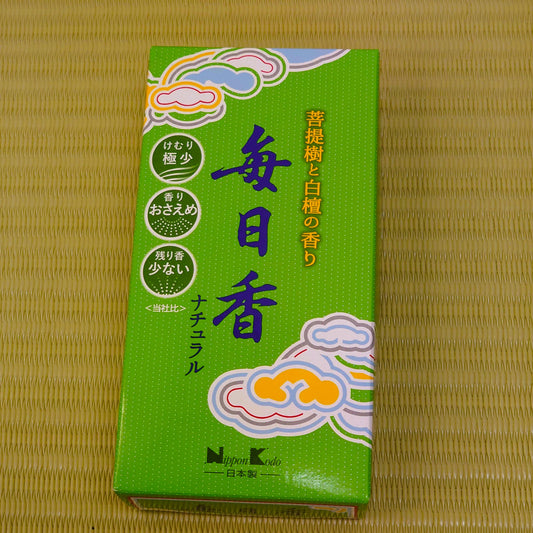 菩提樹と白檀の香り
毎日香
ナチュラル
けむり
極少
香り
おさえめ
残り香
少ない
<当社比>
Nippon Kodo
日本製